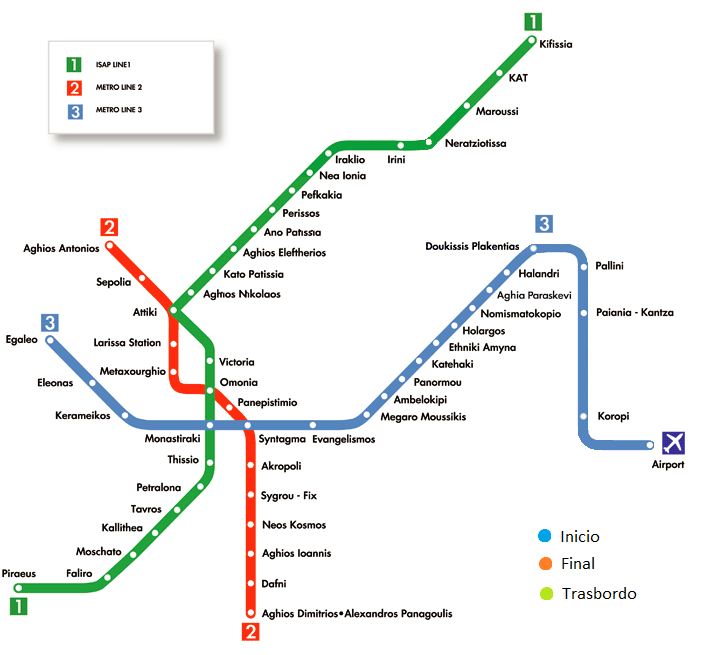 1
Kifissia
1 ISAP LINE1
2 METRO LINE 2
3 METRO LINE 3
KAT
Maroussi
Neratziotissa
Iraklio
Irini
Nea Ionia
Pefkakia
Perissos
Ano Patissia
Aghios Eleftherios
Kato Patissia
Aghios Nikolaos
2
Aghios Antonios
Sepolia
Attiki
3
Doukissis Plakentias
Halandri
Aghia Paraskevi
Nomismatokopio
Holargos
Ethniki Amyna
Katehaki
Panormou
Ambelokipi
Megaro Moussikis
Pallini
Paiania - Kantza
Koropi
Airport
3
Egaleo
Eleonas
Kerameikos
Larissa Station
Metaxourghio
Victoria
Omonia
Panepistimio
Monastiraki
Syntagma
Evangelismos
Thissio
Petralona
Tavros
Kallithea
Moschato
Faliro
Piraeus
1
Akropoli
Sygrou - Fix
Neos Kosmos
Aghios Ioannis
Dafni
Aghios Dimitrios•Alexandros Panagoulis
2
Inicio
Final
Trasbordo